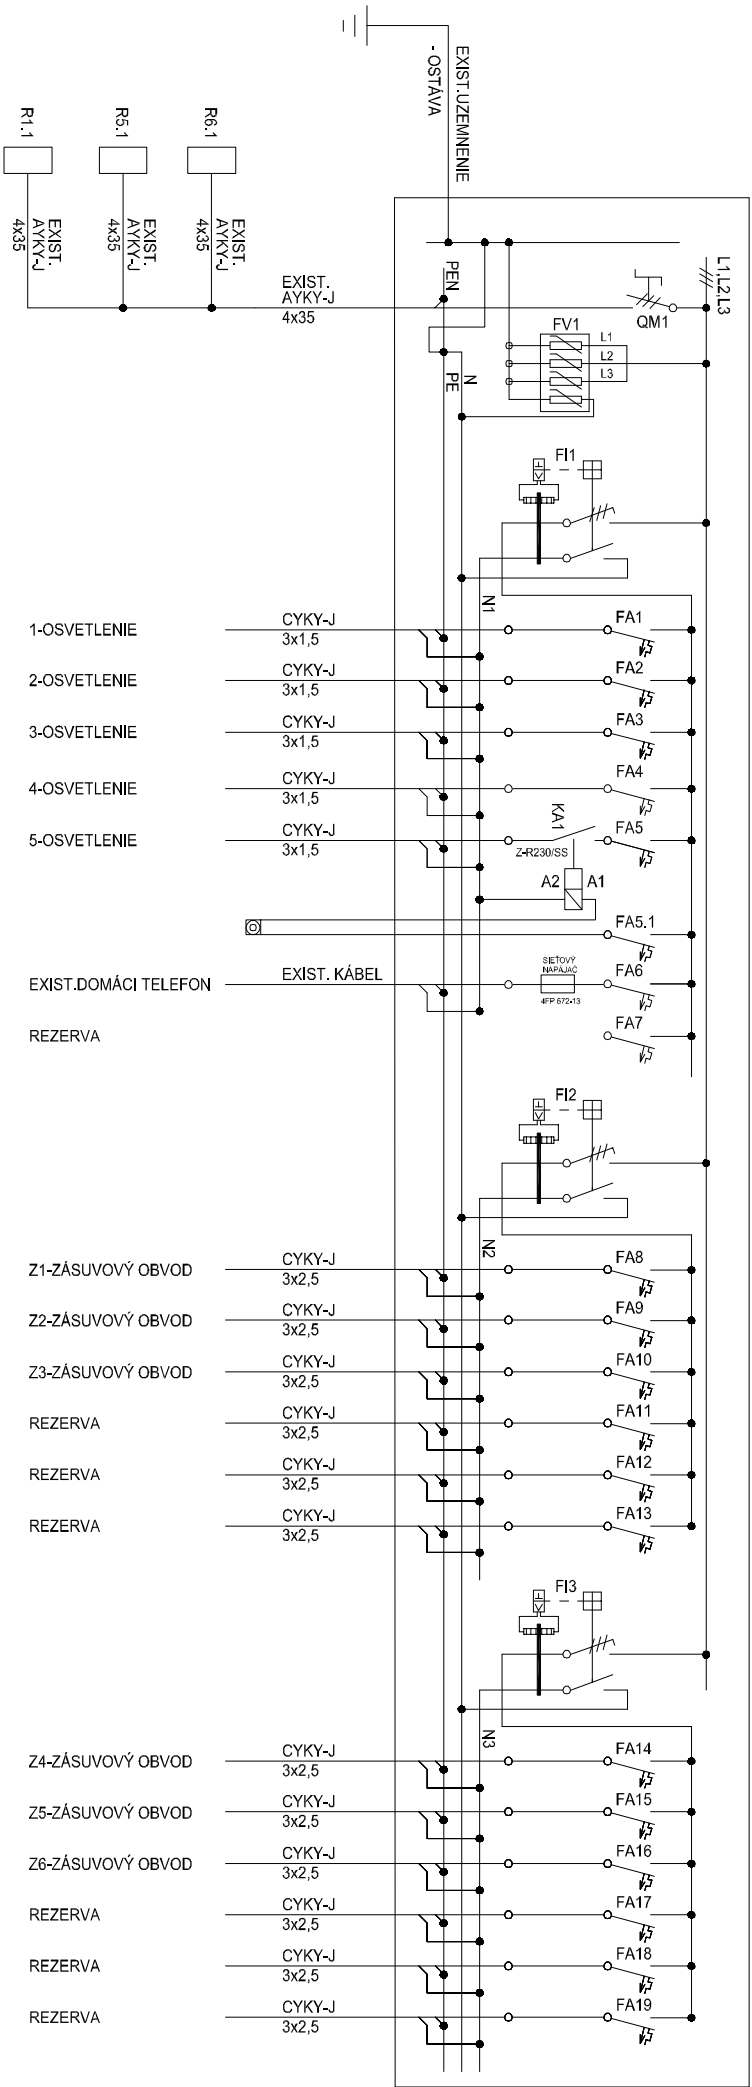 EXIST.UZEMNENIE
- OSTÁVA
R1.1
R5.1
R6.1
EXIST.
AYKY-J
4x35
EXIST.
AYKY-J
4x35
EXIST.
AYKY-J
4x35
EXIST.
AYKY-J
4x35
PEN
L1,L2,L3
QM1
FV1
L1
L2
L3
N
PE
FI1
N1
1-OSVETLENIE
CYKY-J
3x1,5
FA1
2-OSVETLENIE
CYKY-J
3x1,5
FA2
3-OSVETLENIE
CYKY-J
3x1,5
FA3
4-OSVETLENIE
CYKY-J
3x1,5
FA4
5-OSVETLENIE
CYKY-J
3x1,5
KA1
FA5
Z-R230/SS
A2
A1
FA5.1
EXIST.DOMÁCI TELEFON
EXIST. KÁBEL
SIEŤOVÝ
NAPÁJAČ
4FP 672-13
FA6
REZERVA
FA7
FI2
N2
Z1-ZÁSUVOVÝ OBVOD
CYKY-J
3x2,5
FA8
Z2-ZÁSUVOVÝ OBVOD
CYKY-J
3x2,5
FA9
Z3-ZÁSUVOVÝ OBVOD
CYKY-J
3x2,5
FA10
REZERVA
CYKY-J
3x2,5
FA11
REZERVA
CYKY-J
3x2,5
FA12
REZERVA
CYKY-J
3x2,5
FA13
FI3
N3
Z4-ZÁSUVOVÝ OBVOD
CYKY-J
3x2,5
FA14
Z5-ZÁSUVOVÝ OBVOD
CYKY-J
3x2,5
FA15
Z6-ZÁSUVOVÝ OBVOD
CYKY-J
3x2,5
FA16
REZERVA
CYKY-J
3x2,5
FA17
REZERVA
CYKY-J
3x2,5
FA18
REZERVA
CYKY-J
3x2,5
FA19